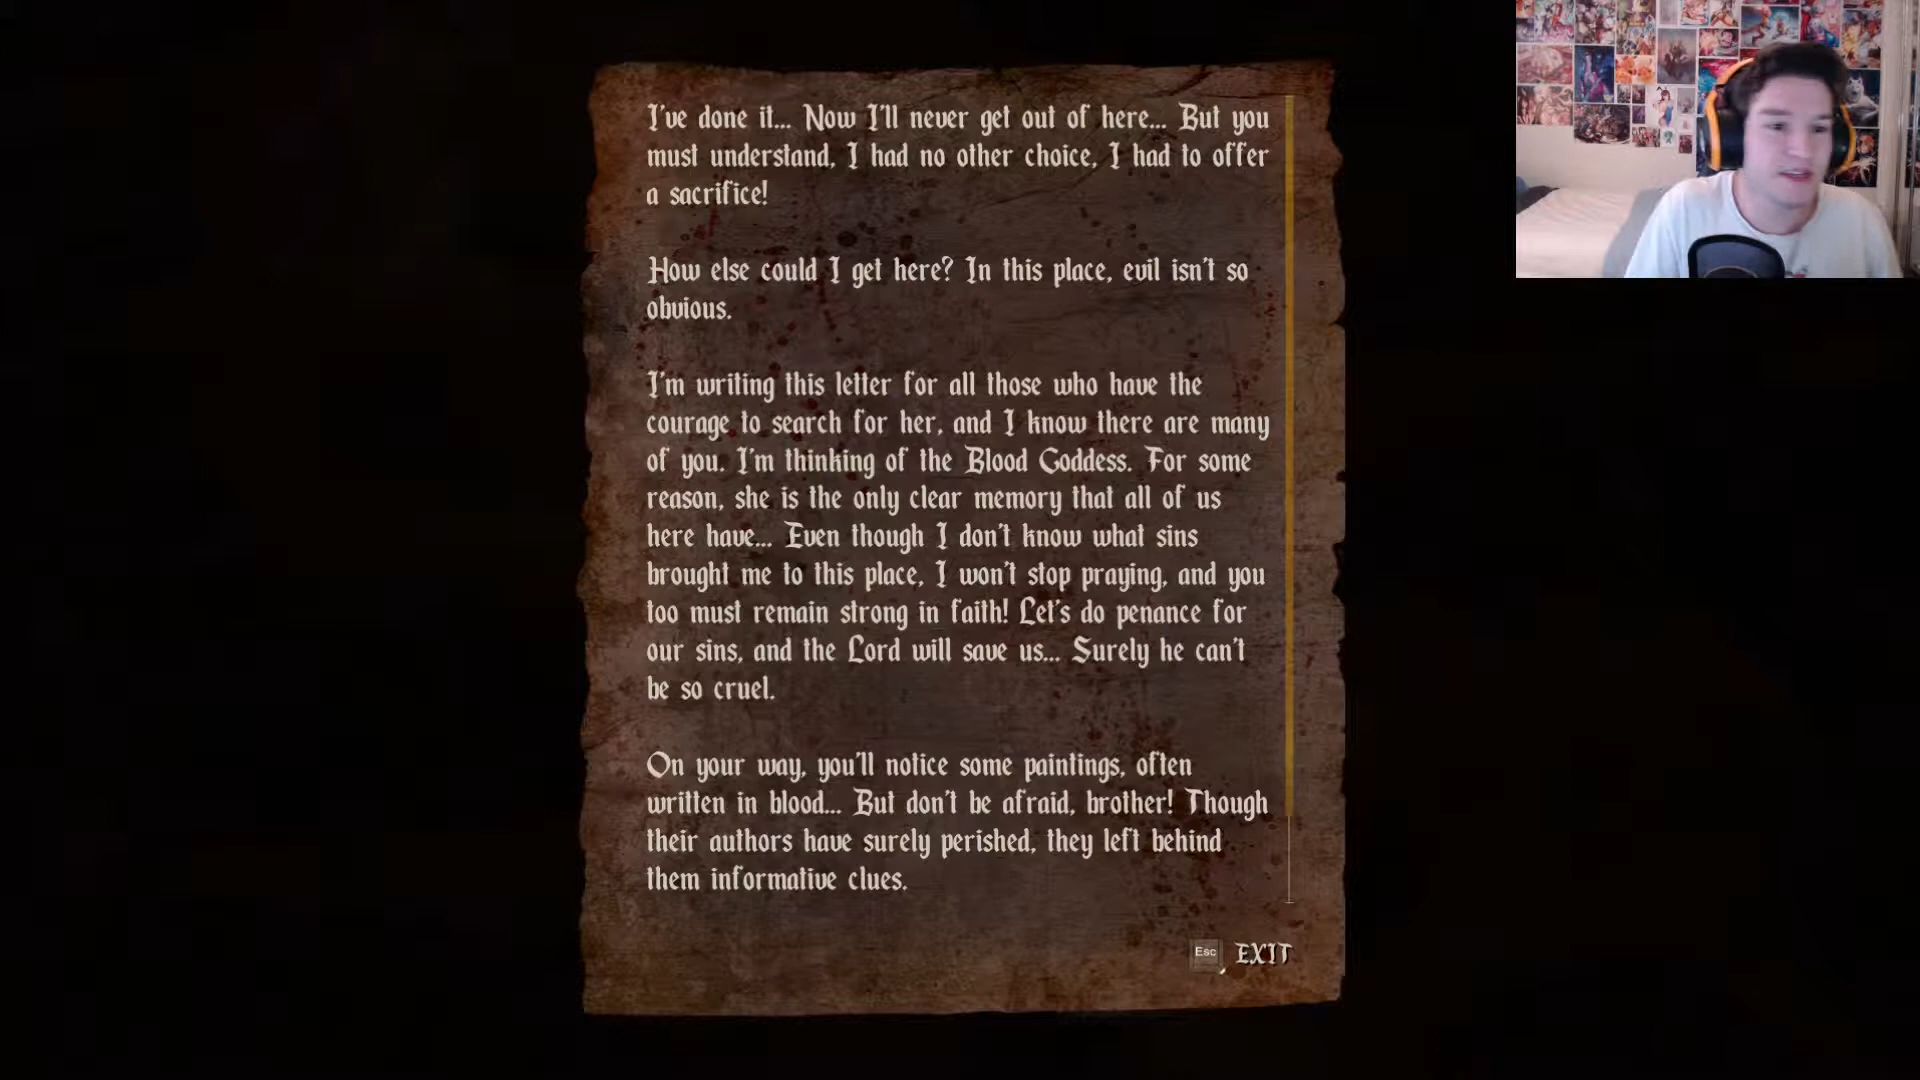 I've done it... Now I'll never get out of here... But you
must understand, I had no other choice, I had to offer
a sacrifice!
How else could I get here? In this place, evil isn't so
obvious.
I'm writing this letter for all those who have the
courage to search for her, and I know there are many
of you. I'm thinking of the Blood Goddess. For some
reason, she is the only clear memory that all of us
here have... Even though I don't know what sins
brought me to this place, I won't stop praying, and you
too must remain strong in faith! Let's do penance for
our sins, and the Lord will save us... Surely he can't
be so cruel.
On your way, you'll notice some paintings, often
written in blood... But don't be afraid, brother! Though
their authors have surely perished, they left behind
them informative clues.
Esc EXIT